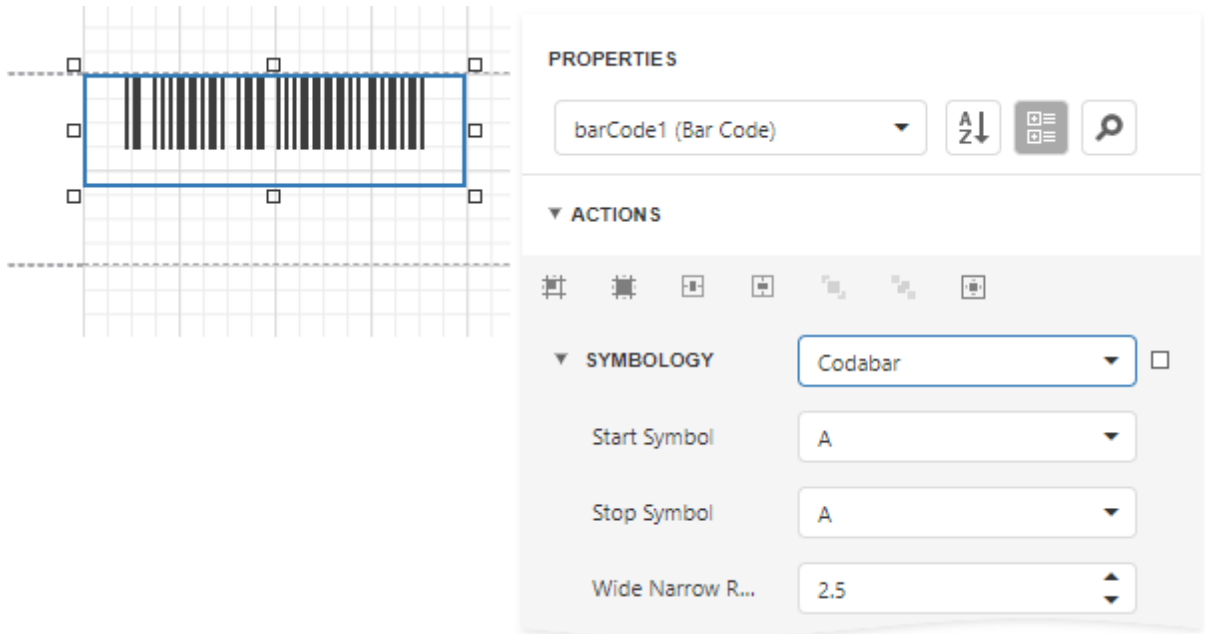 PROPERTIES
barCode1 (Bar Code)
A
Z
ACTIONS
SYMBOLOGY
Codabar
Start Symbol
A
Stop Symbol
A
Wide Narrow R...
2.5